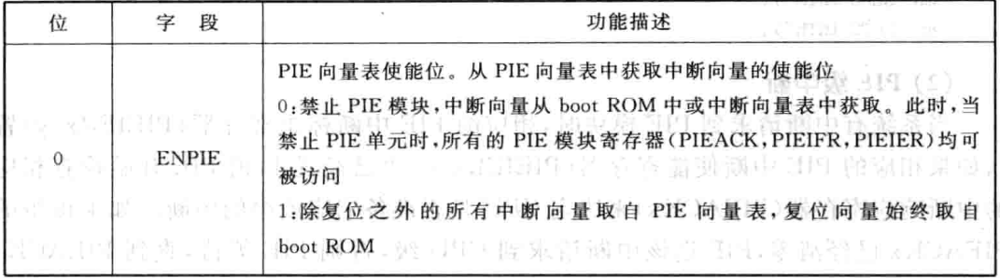 位 字 段 功能描述
PIE 向量表使能位。从 PIE 向量表中获取中断向量的使能位
0:禁止 PIE 模块,中断向量从 boot ROM 中或中断向量表中获取。此时,当
禁止 PIE 单元时,所有的 PIE 模块寄存器(PIEACK,PIEIFR,PIEIER)均可
被访问
0 ENPIE
1:除复位之外的所有中断向量取自 PIE 向量表,复位向量始终取自
boot ROM